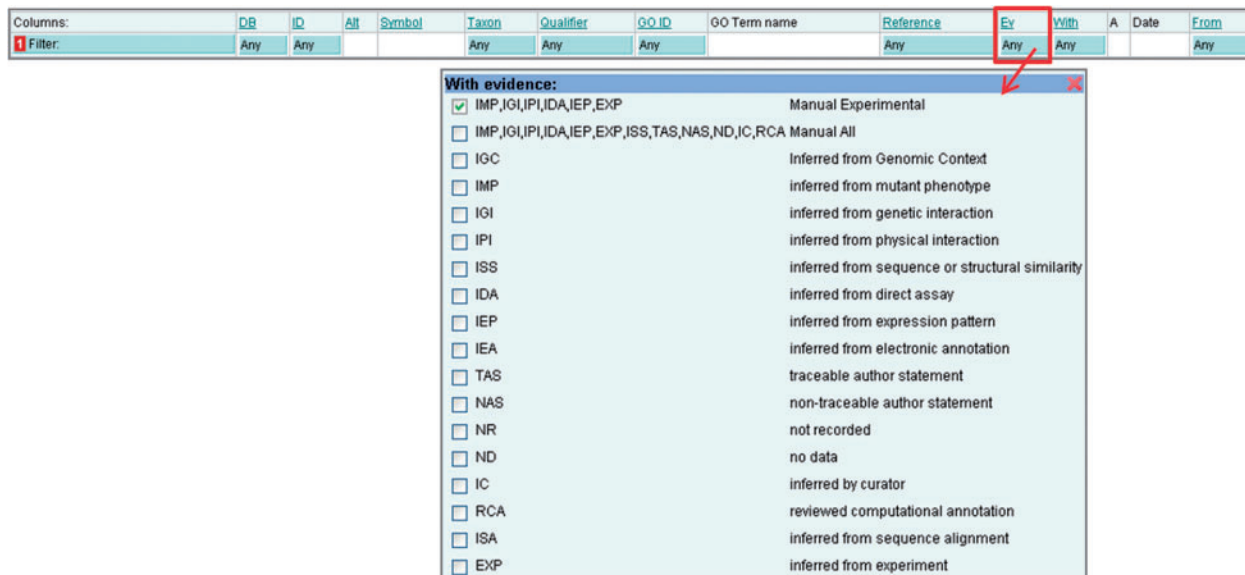 Columns: DB ID Alt Symbol Taxon Qualifier GO ID GO Term name Reference Ev With A Date From
1 Filter: Any Any Any Any Any Any Any Any Any
With evidence:
IMP,IGI,IPI,IDA,IEP,EXP Manual Experimental
IMP,IGI,IPI,IDA,IEP,EXP,ISS,TAS,NAS,ND,IC,RCA Manual All
IGC Inferred from Genomic Context
IMP inferred from mutant phenotype
IGI inferred from genetic interaction
IPI inferred from physical interaction
ISS inferred from sequence or structural similarity
IDA inferred from direct assay
IEP inferred from expression pattern
IEA inferred from electronic annotation
TAS traceable author statement
NAS non-traceable author statement
NR not recorded
ND no data
IC inferred by curator
RCA reviewed computational annotation
ISA inferred from sequence alignment
EXP inferred from experiment